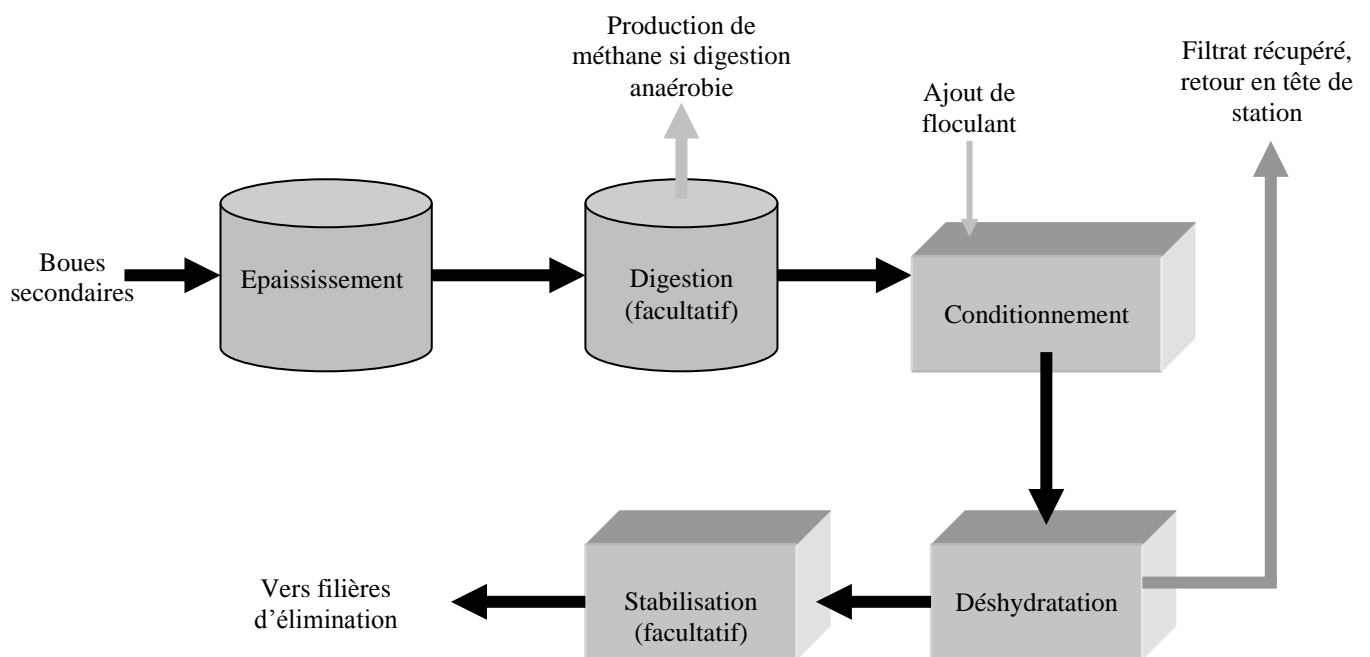 Production de
méthane si digestion
anaérobie
Filtrat récupéré,
retour en tête de
station
Ajout de
floculant
Boues
secondaires
Epaississement
Digestion
(facultatif)
Conditionnement
Vers filières
d’élimination
Stabilisation
(facultatif)
Déshydratation